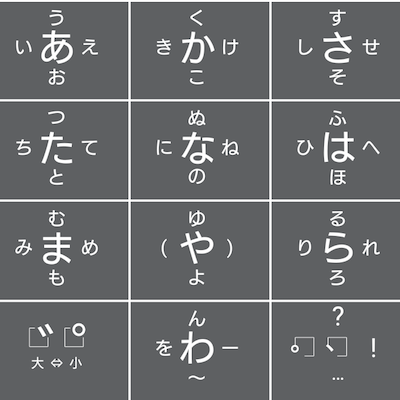 う く す
い あ え き か け し さ せ
お こ そ
つ ぬ ふ
ち た て に な ね ひ は へ
と の ほ
む ゆ る
み ま め ( や ) り ら れ
も よ ろ
ん ?
゛ ゜ を わ ー 。 、 !
大 ⇔ 小 〜 …